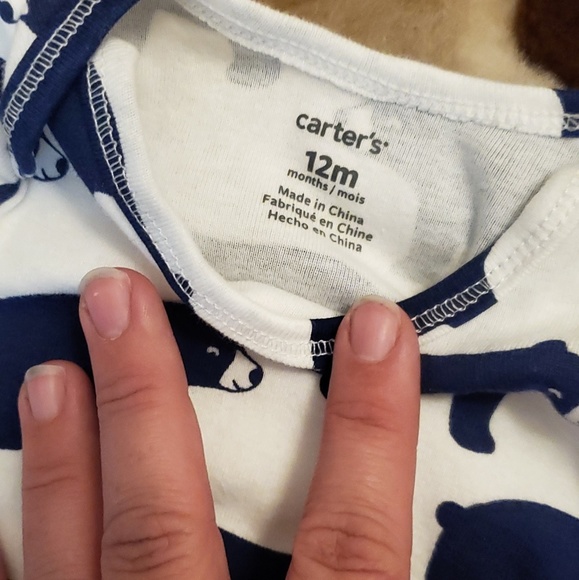 carter's
12m
months / mois
Made in China
Fabriqué en Chine
Hecho en China